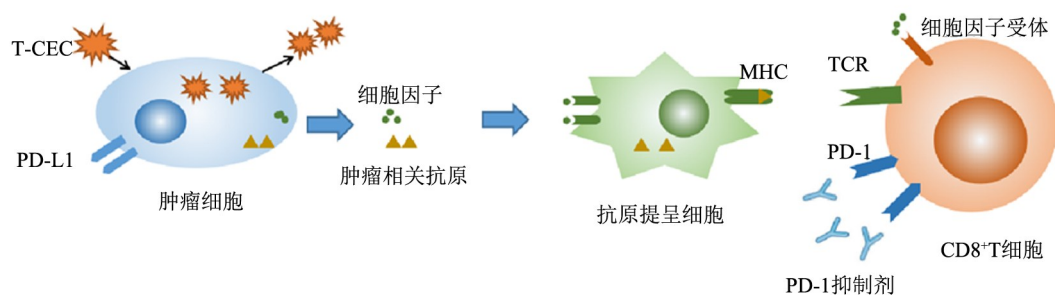 T-CEC
PD-L1
肿瘤细胞
细胞因子
肿瘤相关抗原
MHC
抗原提呈细胞
细胞因子受体
TCR
PD-1
PD-1抑制剂
CD8⁺T细胞